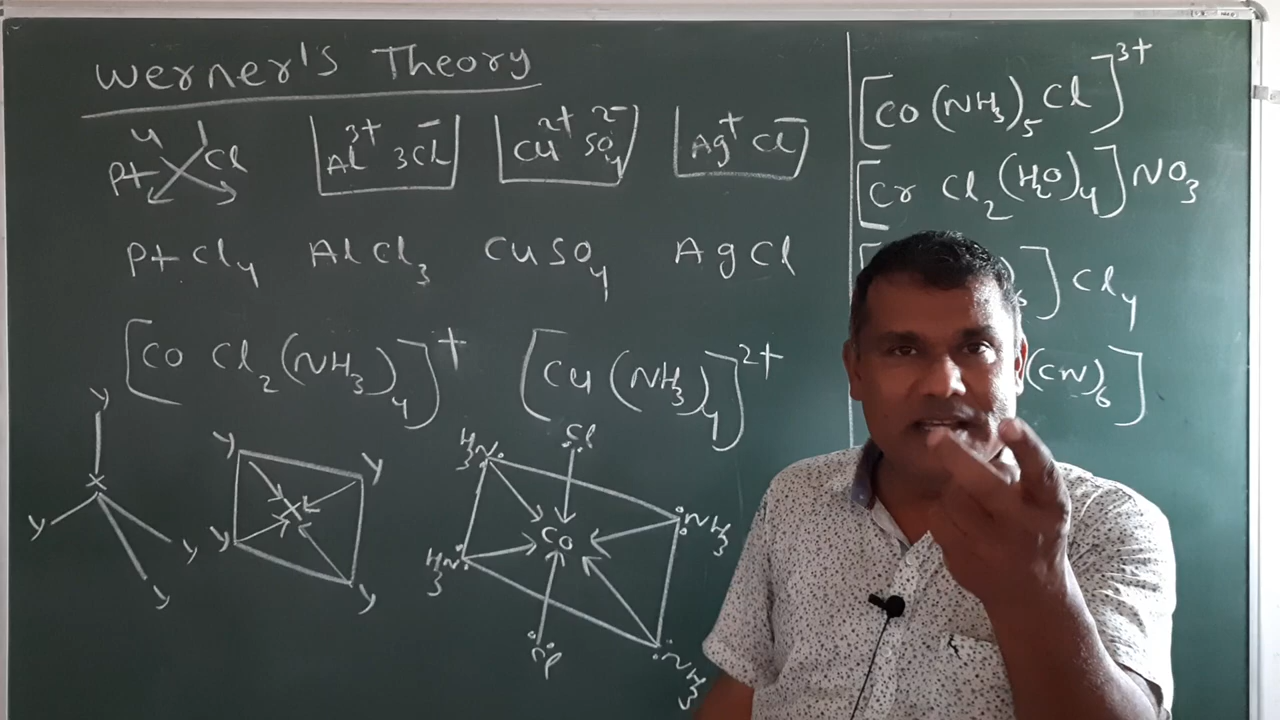 Werner's Theory
4 1
Pt Cl
Al³⁺ 3Cl⁻
Cu²⁺ SO₄²⁻
Ag⁺ Cl⁻
PtCl₄ AlCl₃ CuSO₄ AgCl
[Co Cl₂(NH₃)₄]⁺ [Cu(NH₃)₄]²⁺
y
x
y y
y
y y
x
y y
H₃N Cl
Co NH₃
H₃N
Cl NH₃
[Co(NH₃)₅Cl]³⁺
[Cr Cl₂(H₂O)₄]NO₃
]Cl₄
(CN)₆]